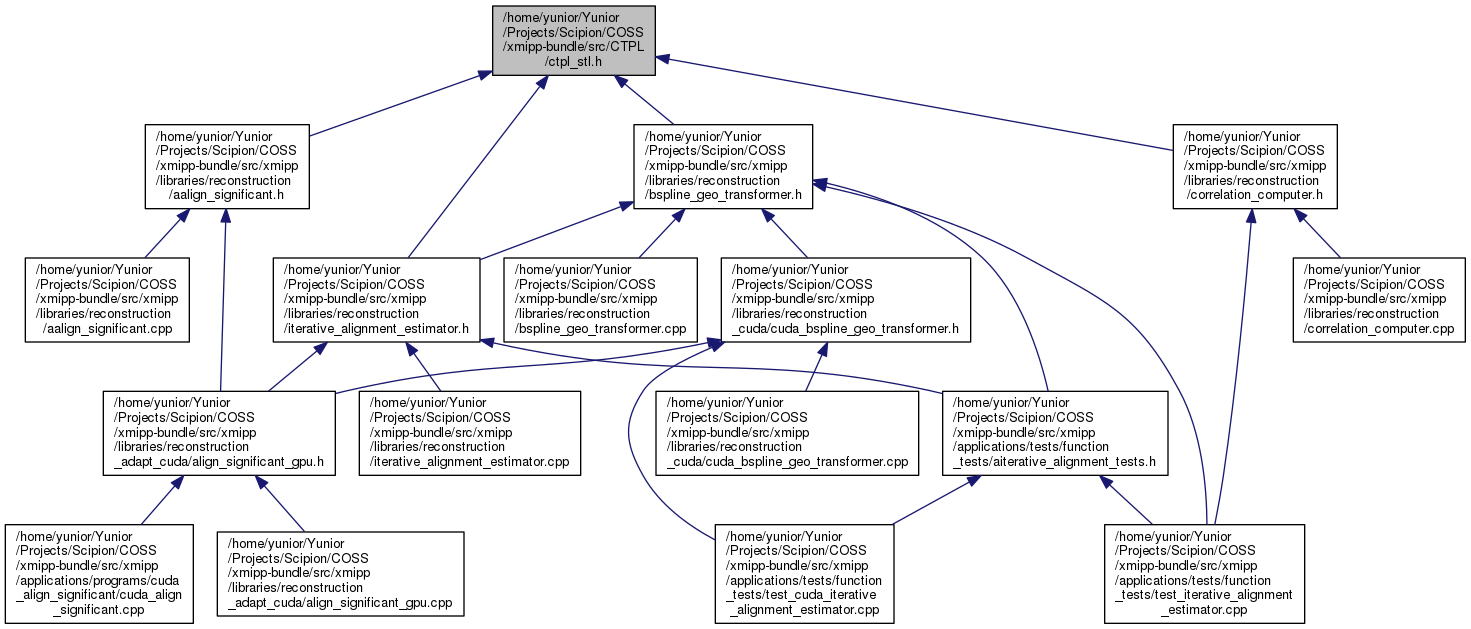 /home/yunior/Yunior
/Projects/Scipion/COSS
/xmipp-bundle/src/CTPL
/ctpl_stl.h
/home/yunior/Yunior
/Projects/Scipion/COSS
/xmipp-bundle/src/xmipp
/libraries/reconstruction
/aalign_significant.h
/home/yunior/Yunior
/Projects/Scipion/COSS
/xmipp-bundle/src/xmipp
/libraries/reconstruction
/bspline_geo_transformer.h
/home/yunior/Yunior
/Projects/Scipion/COSS
/xmipp-bundle/src/xmipp
/libraries/reconstruction
/correlation_computer.h
/home/yunior/Yunior
/Projects/Scipion/COSS
/xmipp-bundle/src/xmipp
/libraries/reconstruction
/aalign_significant.cpp
/home/yunior/Yunior
/Projects/Scipion/COSS
/xmipp-bundle/src/xmipp
/libraries/reconstruction
/iterative_alignment_estimator.h
/home/yunior/Yunior
/Projects/Scipion/COSS
/xmipp-bundle/src/xmipp
/libraries/reconstruction
/bspline_geo_transformer.cpp
/home/yunior/Yunior
/Projects/Scipion/COSS
/xmipp-bundle/src/xmipp
/libraries/reconstruction
_cuda/cuda_bspline_geo_transformer.h
/home/yunior/Yunior
/Projects/Scipion/COSS
/xmipp-bundle/src/xmipp
/libraries/reconstruction
/correlation_computer.cpp
/home/yunior/Yunior
/Projects/Scipion/COSS
/xmipp-bundle/src/xmipp
/libraries/reconstruction
_adapt_cuda/align_significant_gpu.h
/home/yunior/Yunior
/Projects/Scipion/COSS
/xmipp-bundle/src/xmipp
/libraries/reconstruction
/iterative_alignment_estimator.cpp
/home/yunior/Yunior
/Projects/Scipion/COSS
/xmipp-bundle/src/xmipp
/libraries/reconstruction
_cuda/cuda_bspline_geo_transformer.cpp
/home/yunior/Yunior
/Projects/Scipion/COSS
/xmipp-bundle/src/xmipp
/applications/tests/function
_tests/aiterative_alignment_tests.h
/home/yunior/Yunior
/Projects/Scipion/COSS
/xmipp-bundle/src/xmipp
/applications/programs/cuda
_align_significant/cuda_align
_significant.cpp
/home/yunior/Yunior
/Projects/Scipion/COSS
/xmipp-bundle/src/xmipp
/libraries/reconstruction
_adapt_cuda/align_significant_gpu.cpp
/home/yunior/Yunior
/Projects/Scipion/COSS
/xmipp-bundle/src/xmipp
/applications/tests/function
_tests/test_cuda_iterative
_alignment_estimator.cpp
/home/yunior/Yunior
/Projects/Scipion/COSS
/xmipp-bundle/src/xmipp
/applications/tests/function
_tests/test_iterative_alignment
_estimator.cpp